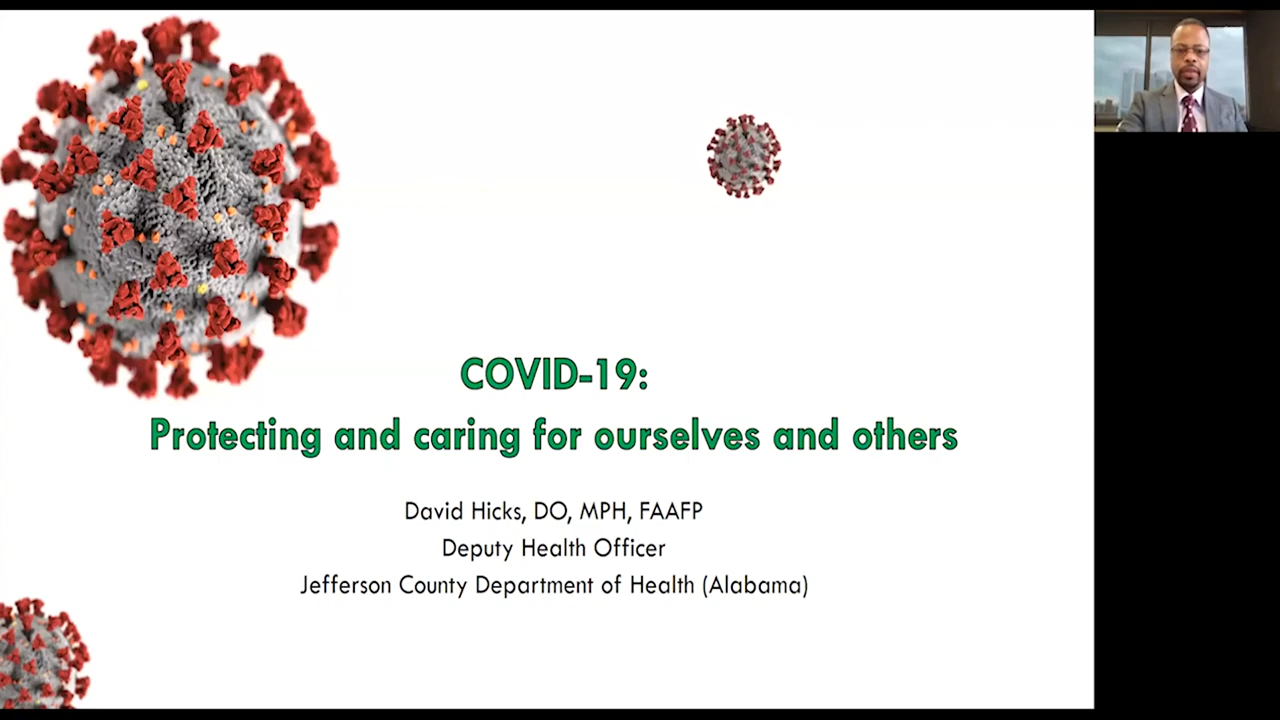 COVID-19:
Protecting and caring for ourselves and others
David Hicks, DO, MPH, FAAFP
Deputy Health Officer
Jefferson County Department of Health (Alabama)